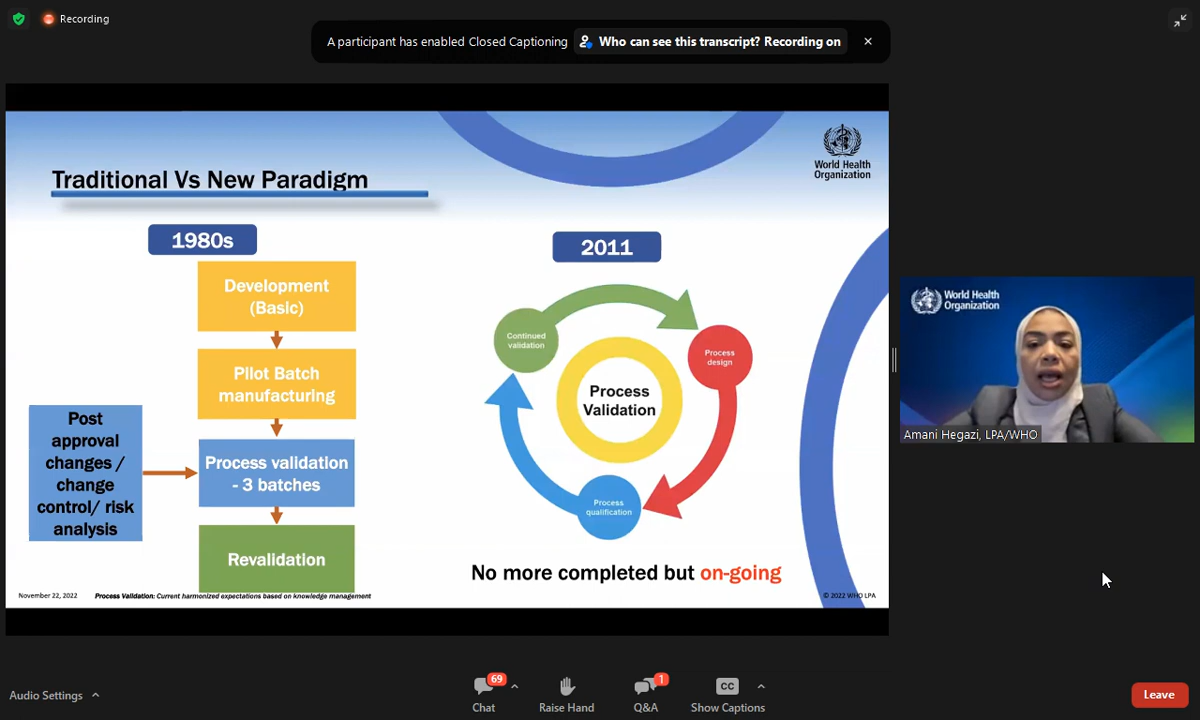 Recording
A participant has enabled Closed Captioning
Who can see this transcript? Recording on
World Health
Organization
Traditional Vs New Paradigm
1980s
Development
(Basic)
Pilot Batch
manufacturing
Post
approval
changes /
change
control/ risk
analysis
Process validation
- 3 batches
Revalidation
2011
Continued
validation
Process
design
Process
Validation
Process
qualification
No more completed but on-going
November 22, 2022
Process Validation: Current harmonized expectations based on knowledge management
© 2022 WHO LPA
World Health
Organization
Amani Hegazi, LPA/WHO
Audio Settings
69
Chat
Raise Hand
1
Q&A
CC
Show Captions
Leave